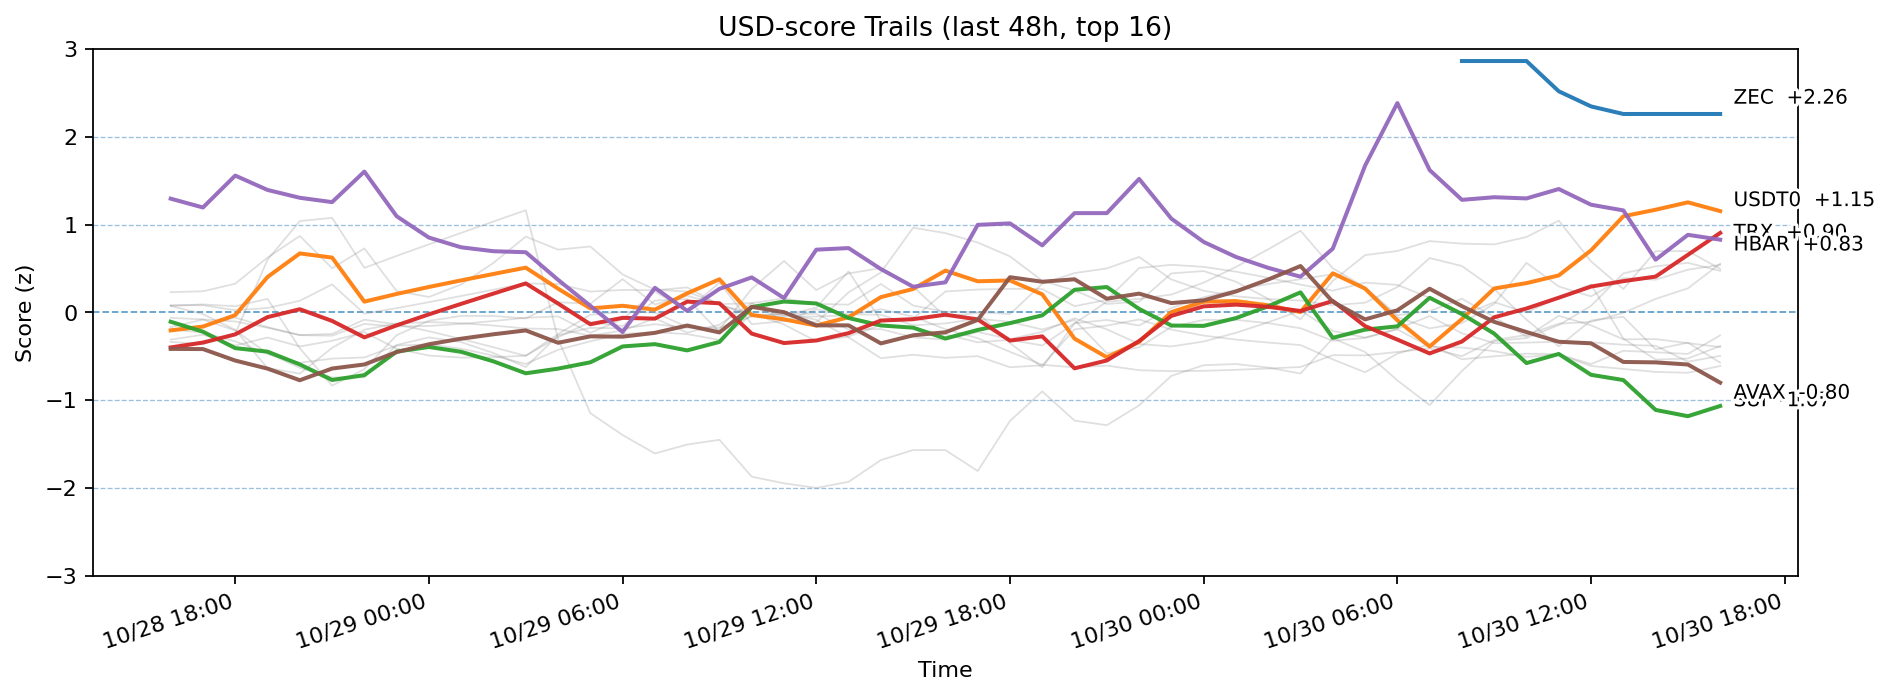 USD-score Trails (last 48h, top 16)
3
ZEC +2.26
2
USDT0 +1.15
1
TRX +0.90
HBAR +0.83
0
Score (z)
AVAX -0.80
−1
−2
−3
10/28 18:00
10/29 00:00
10/29 06:00
10/29 12:00
10/29 18:00
10/30 00:00
10/30 06:00
10/30 12:00
10/30 18:00
Time